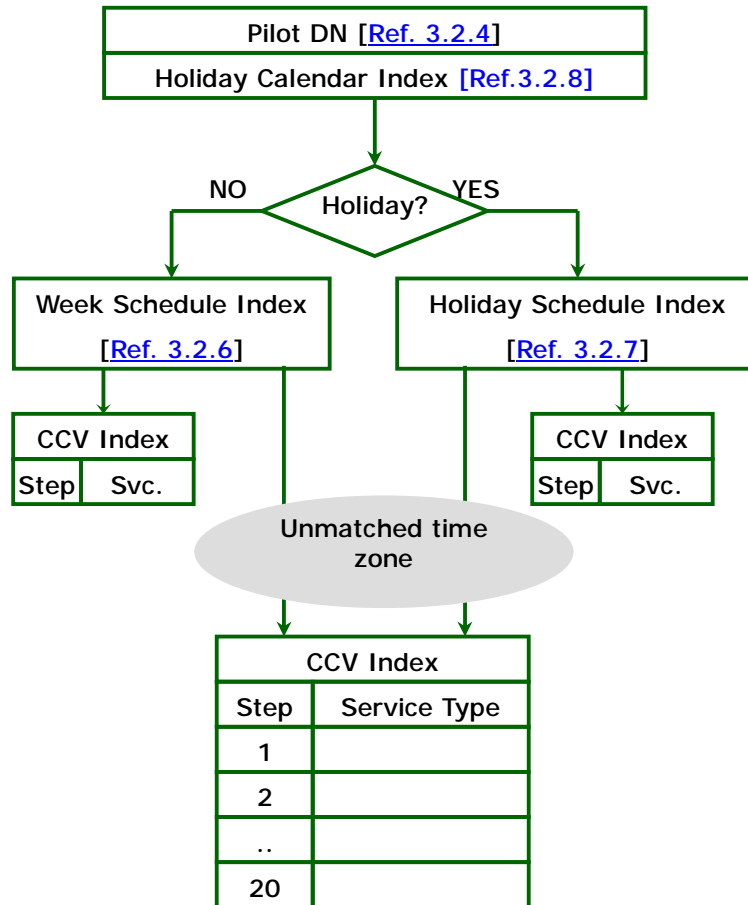 Pilot DN [Ref. 3.2.4]
Holiday Calendar Index [Ref.3.2.8]
NO
YES
Holiday?
Week Schedule Index
[Ref. 3.2.6]
Holiday Schedule Index
[Ref. 3.2.7]
CCV Index
Step Svc.
CCV Index
Step Svc.
Unmatched time
zone
CCV Index
Step Service Type
1
2
..
20